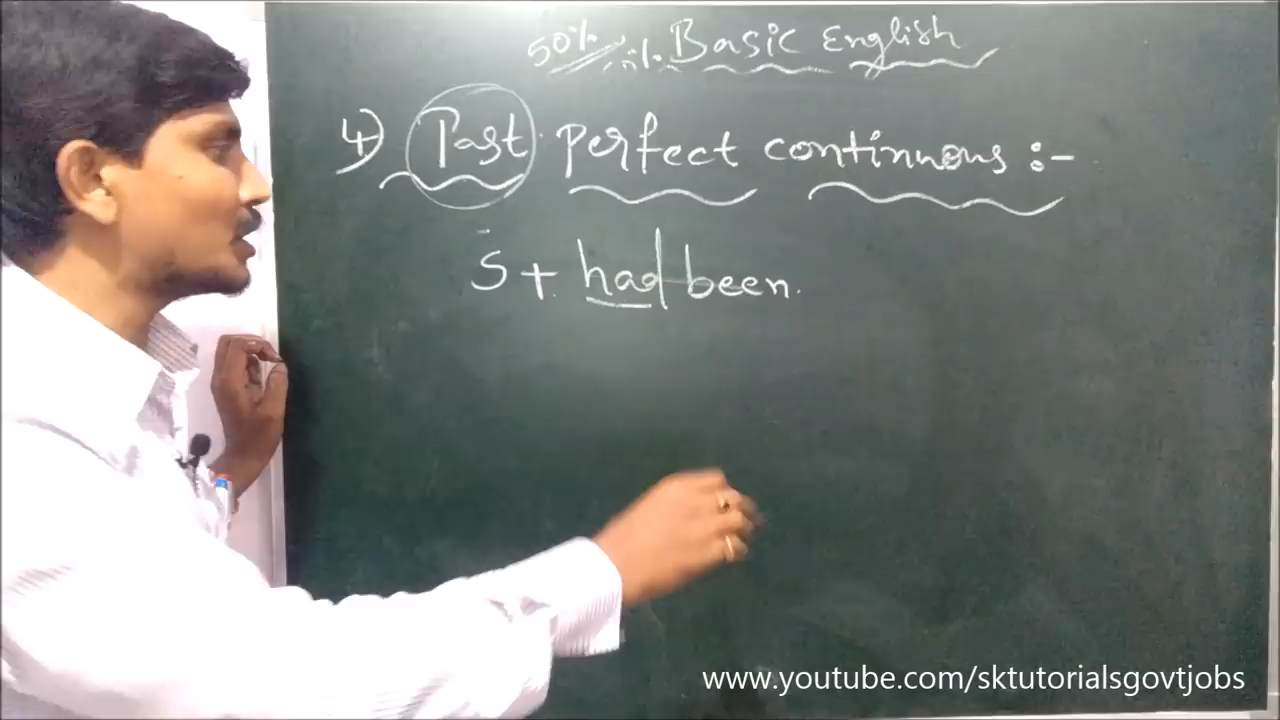 50% Basic English
4) Past perfect continuous :-
S + had been.
www.youtube.com/sktutorialsgovtjobs